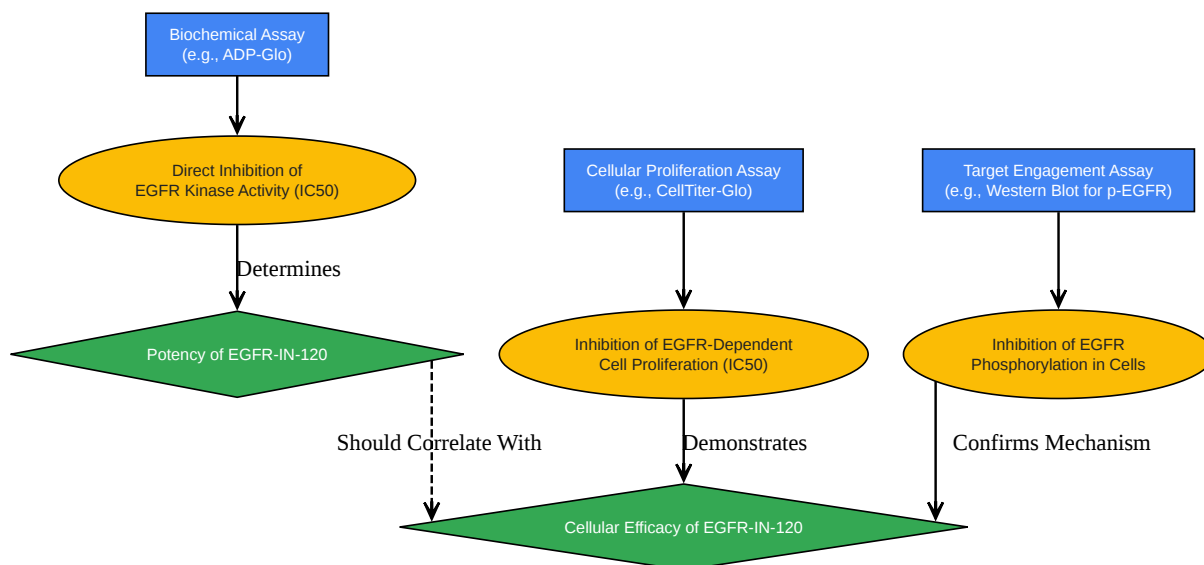 Biochemical Assay
(e.g., ADP-Glo)
Direct Inhibition of
EGFR Kinase Activity (IC50)
Cellular Proliferation Assay
(e.g., CellTiter-Glo)
Target Engagement Assay
(e.g., Western Blot for p-EGFR)
Determines
Potency of EGFR-IN-120
Inhibition of EGFR-Dependent
Cell Proliferation (IC50)
Inhibition of EGFR
Phosphorylation in Cells
Should Correlate With
Demonstrates
Confirms Mechanism
Cellular Efficacy of EGFR-IN-120